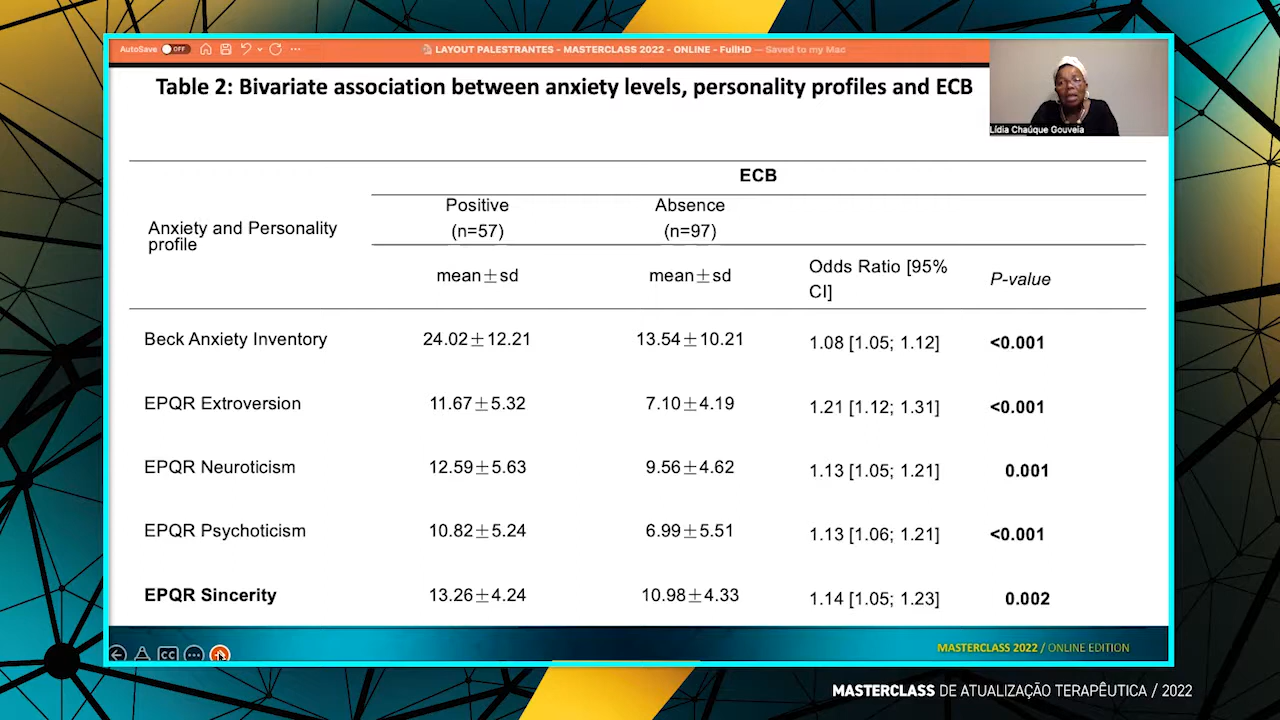 AutoSave OFF
LAYOUT PALESTRANTES - MASTERCLASS 2022 - ONLINE - FullHD — Saved to my Mac
Table 2: Bivariate association between anxiety levels, personality profiles and ECB
Lídia Chaúque Gouveia
ECB
Anxiety and Personality
profile
Positive
(n=57)
Absence
(n=97)
mean±sd
mean±sd
Odds Ratio [95%
CI]
P-value
Beck Anxiety Inventory 24.02±12.21 13.54±10.21 1.08 [1.05; 1.12] <0.001
EPQR Extroversion 11.67±5.32 7.10±4.19 1.21 [1.12; 1.31] <0.001
EPQR Neuroticism 12.59±5.63 9.56±4.62 1.13 [1.05; 1.21] 0.001
EPQR Psychoticism 10.82±5.24 6.99±5.51 1.13 [1.06; 1.21] <0.001
EPQR Sincerity 13.26±4.24 10.98±4.33 1.14 [1.05; 1.23] 0.002
CC
MASTERCLASS 2022 / ONLINE EDITION
MASTERCLASS DE ATUALIZAÇÃO TERAPÊUTICA / 2022